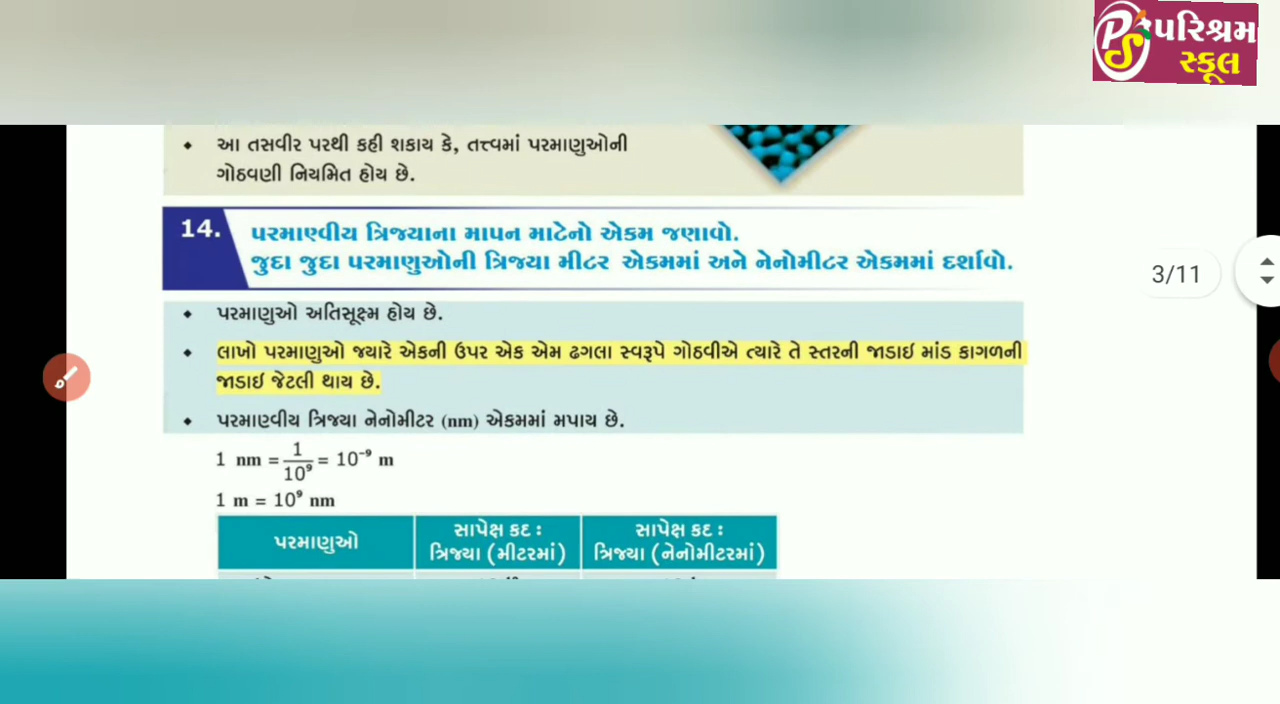 પરિશ્રમ
સ્કૂલ
PS
• આ તસવીર પરથી કહી શકાય કે, તત્ત્વમાં પરમાણુઓની
ગોઠવણી નિયમિત હોય છે.
14. પરમાણ્વીય ત્રિજ્યાના માપન માટેનો એકમ જણાવો.
જુદા જુદા પરમાણુઓની ત્રિજ્યા મીટર એકમમાં અને નેનોમીટર એકમમાં દર્શાવો.
3/11
• પરમાણુઓ અતિસૂક્ષ્મ હોય છે.
• લાખો પરમાણુઓ જ્યારે એકની ઉપર એક એમ ઢગલા સ્વરૂપે ગોઠવીએ ત્યારે તે સ્તરની જાડાઈ માંડ કાગળની
જાડાઈ જેટલી થાય છે.
• પરમાણ્વીય ત્રિજ્યા નેનોમીટર (nm) એકમમાં મપાય છે.
1 nm = 1/10⁹ = 10⁻⁹ m
1 m = 10⁹ nm
પરમાણુઓ
સાપેક્ષ કદ :
ત્રિજ્યા (મીટરમાં)
સાપેક્ષ કદ :
ત્રિજ્યા (નેનોમીટરમાં)